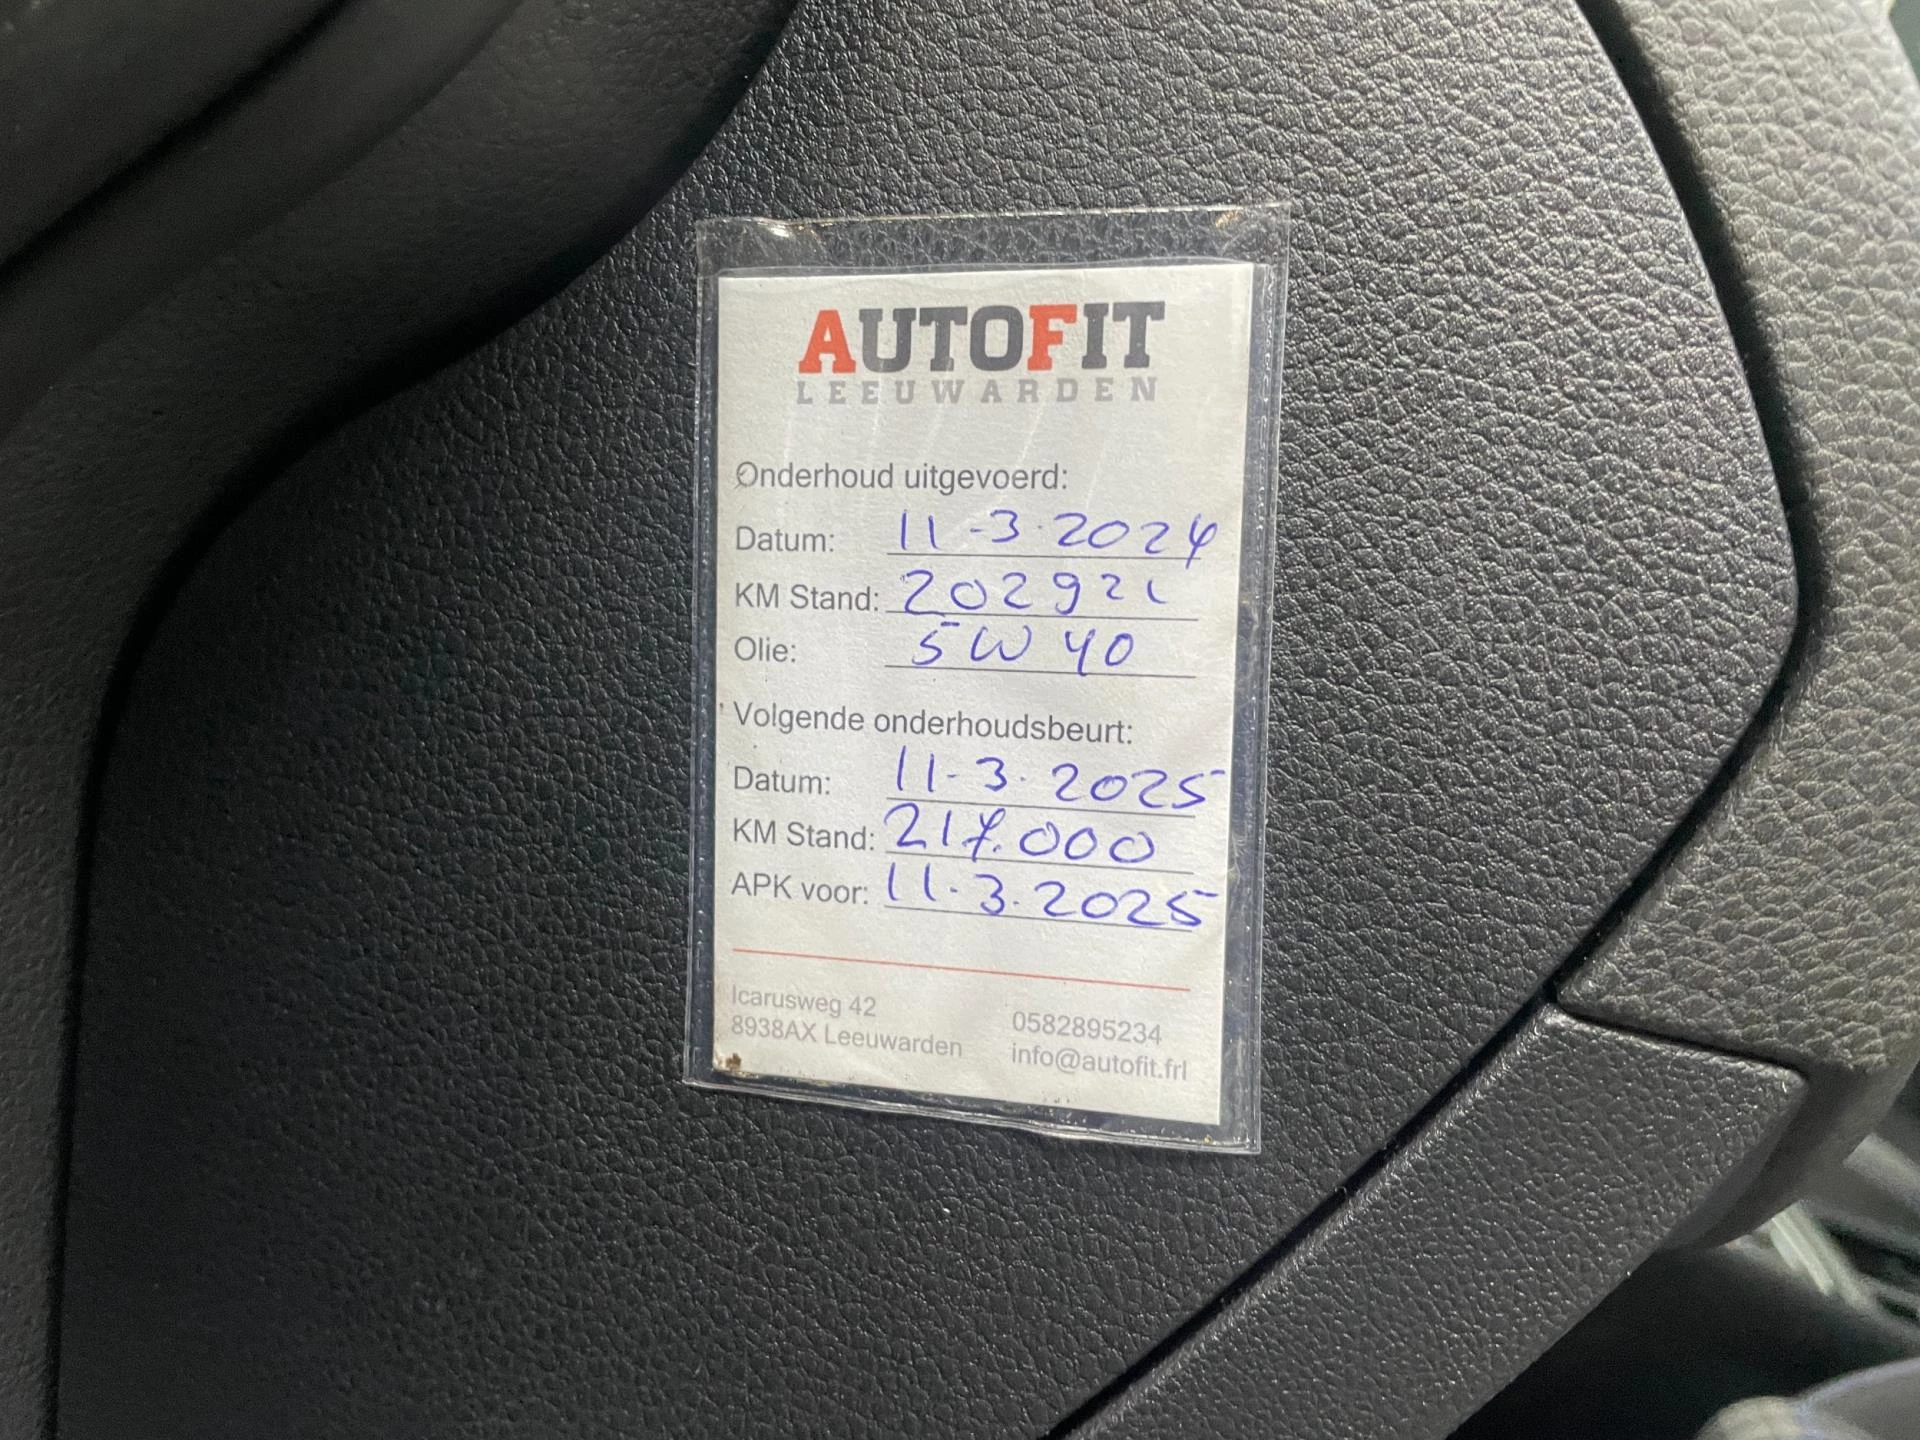 AUTOFIT
LEEUWARDEN
Onderhoud uitgevoerd:
Datum: 11-3-2024
KM Stand: 202921
Olie: 5W40
Volgende onderhoudsbeurt:
Datum: 11-3-2025
KM Stand: 217.000
APK voor: 11-3.2025
Icarusweg 42
8938AX Leeuwarden
0582895234
info@autofit.frl